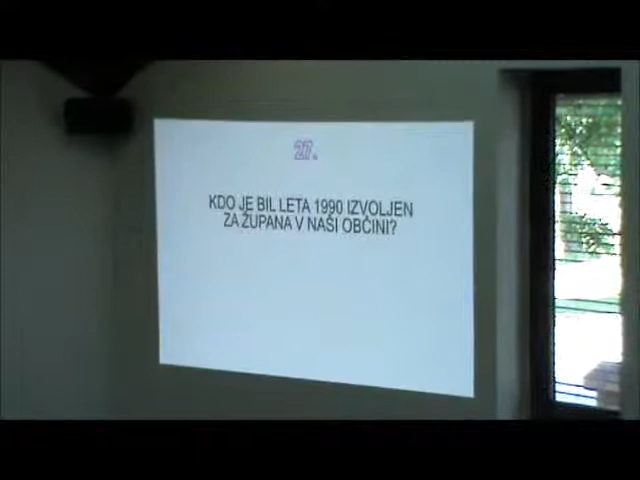 27.
KDO JE BIL LETA 1990 IZVOLJEN
ZA ŽUPANA V NAŠI OBČINI?